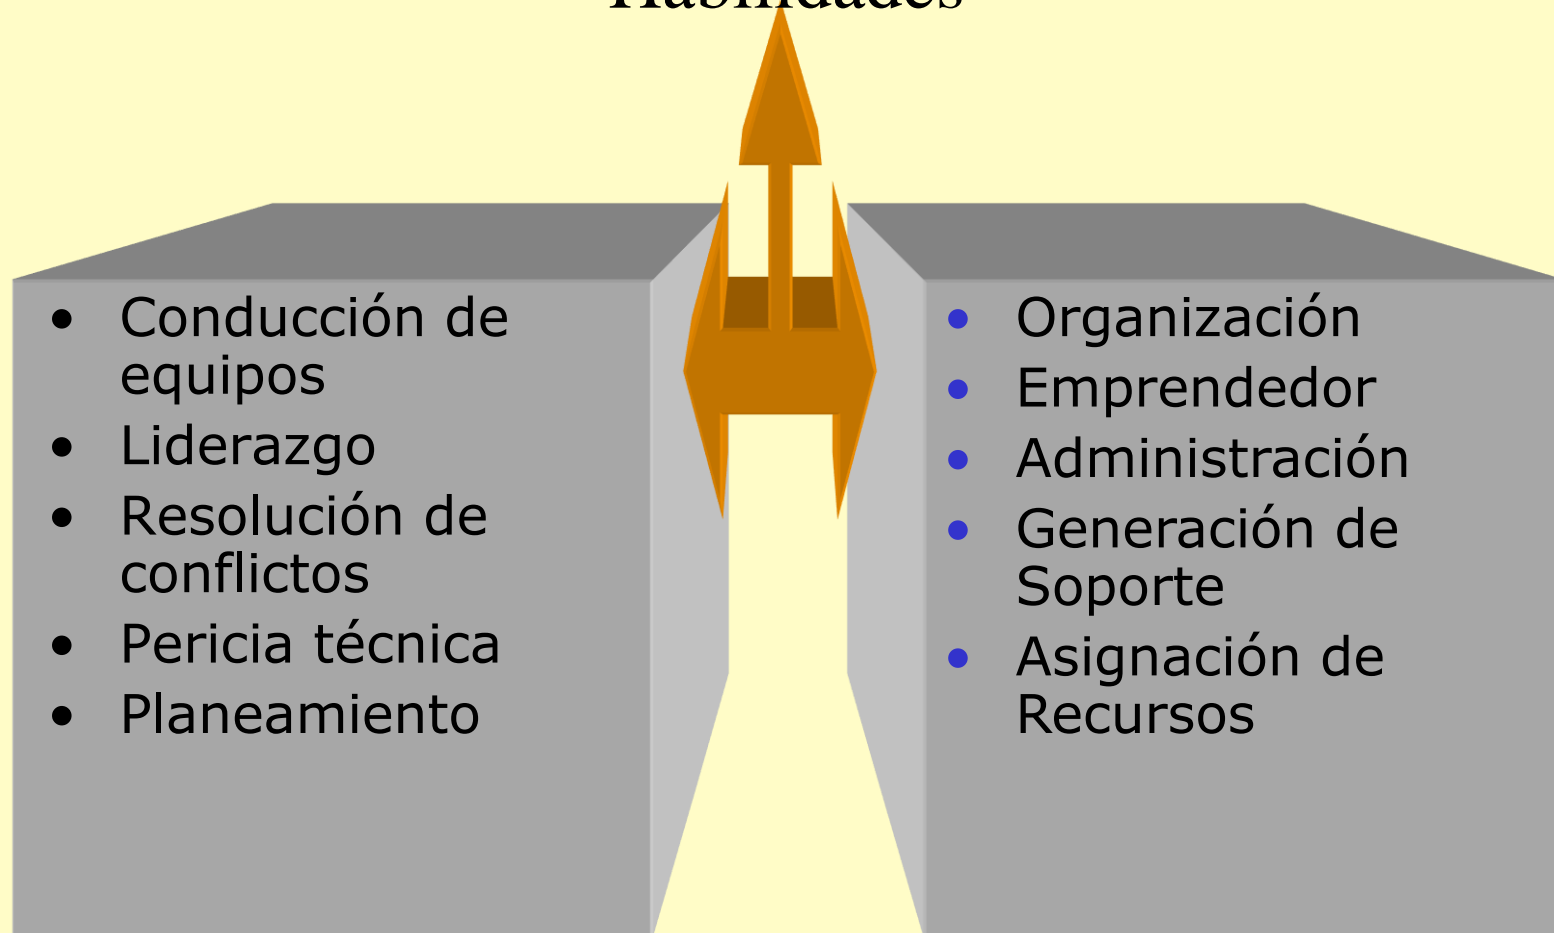 Habilidades
• Conducción de
equipos
• Liderazgo
• Resolución de
conflictos
• Pericia técnica
• Planeamiento
• Organización
• Emprendedor
• Administración
• Generación de
Soporte
• Asignación de
Recursos